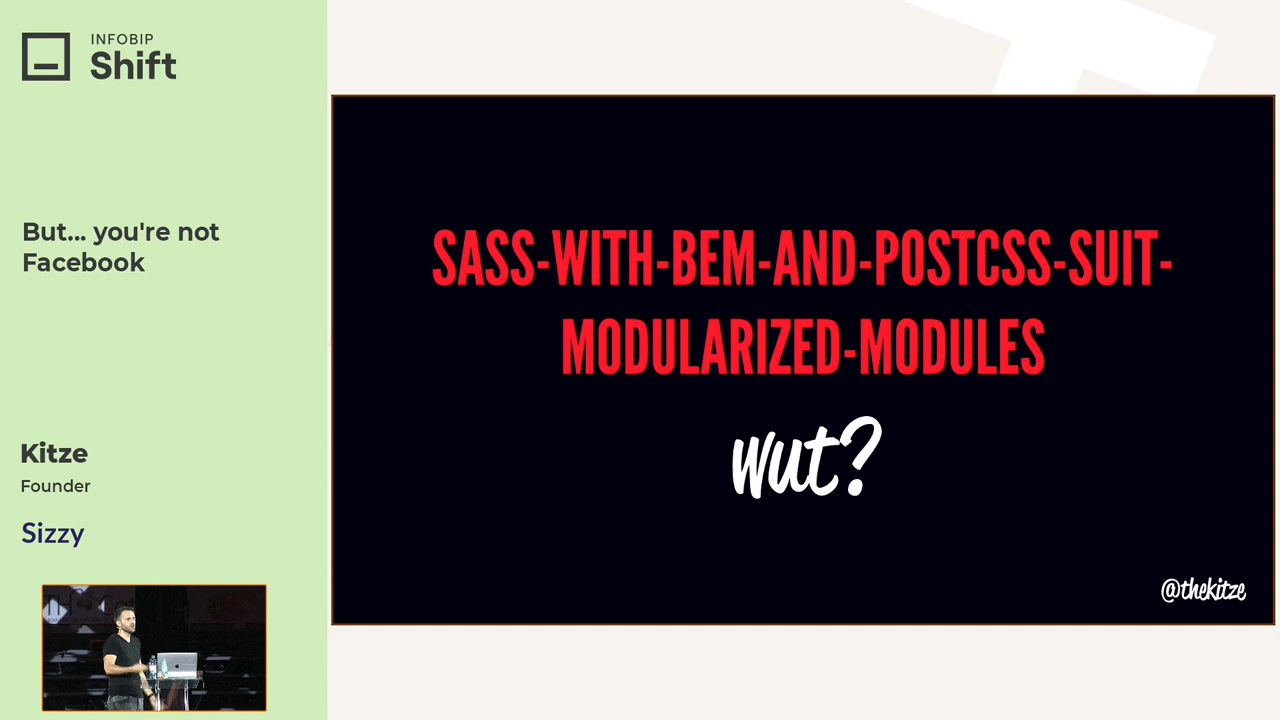 INFOBIP
Shift
But... you're not
Facebook
Kitze
Founder
Sizzy
SASS-WITH-BEM-AND-POSTCSS-SUIT-
MODULARIZED-MODULES
wut?
@thekitze